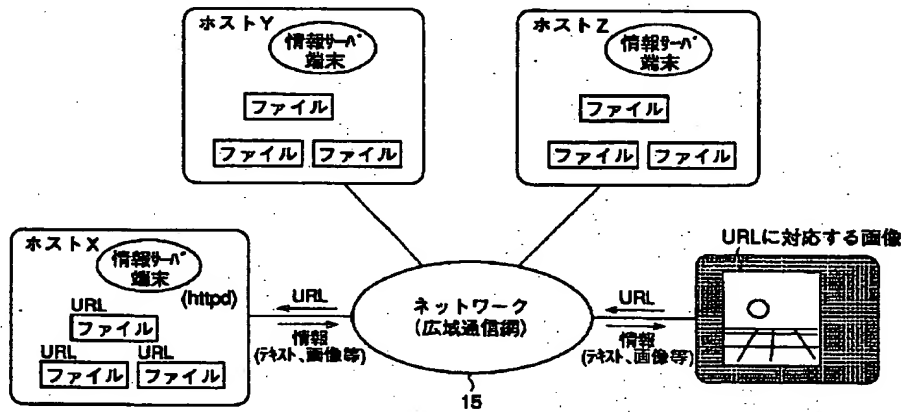 ホストY
情報サーバ
端末
ファイル
ファイル ファイル
ホストZ
情報サーバ
端末
ファイル
ファイル ファイル
ホストX
情報サーバ
端末
(httpd)
URL
ファイル
URL URL
ファイル ファイル
URL
情報
(テキスト、画像等)
ネットワーク
(広域通信網)
15
URL
情報
(テキスト、画像等)
URLに対応する画像